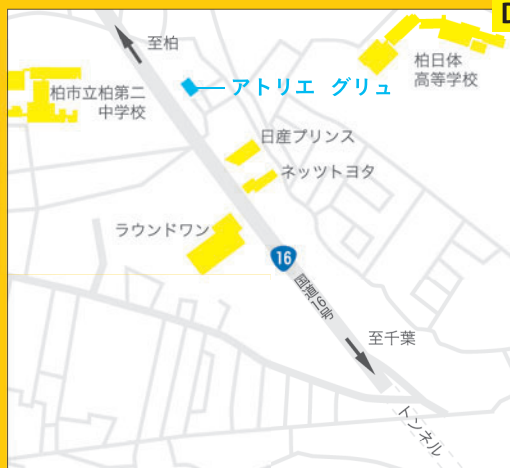 D
至柏
柏日体
高等学校
アトリエ グリュ
柏市立柏第二
中学校
日産プリンス
ネッツトヨタ
ラウンドワン
16
国道16号
至千葉
トンネル